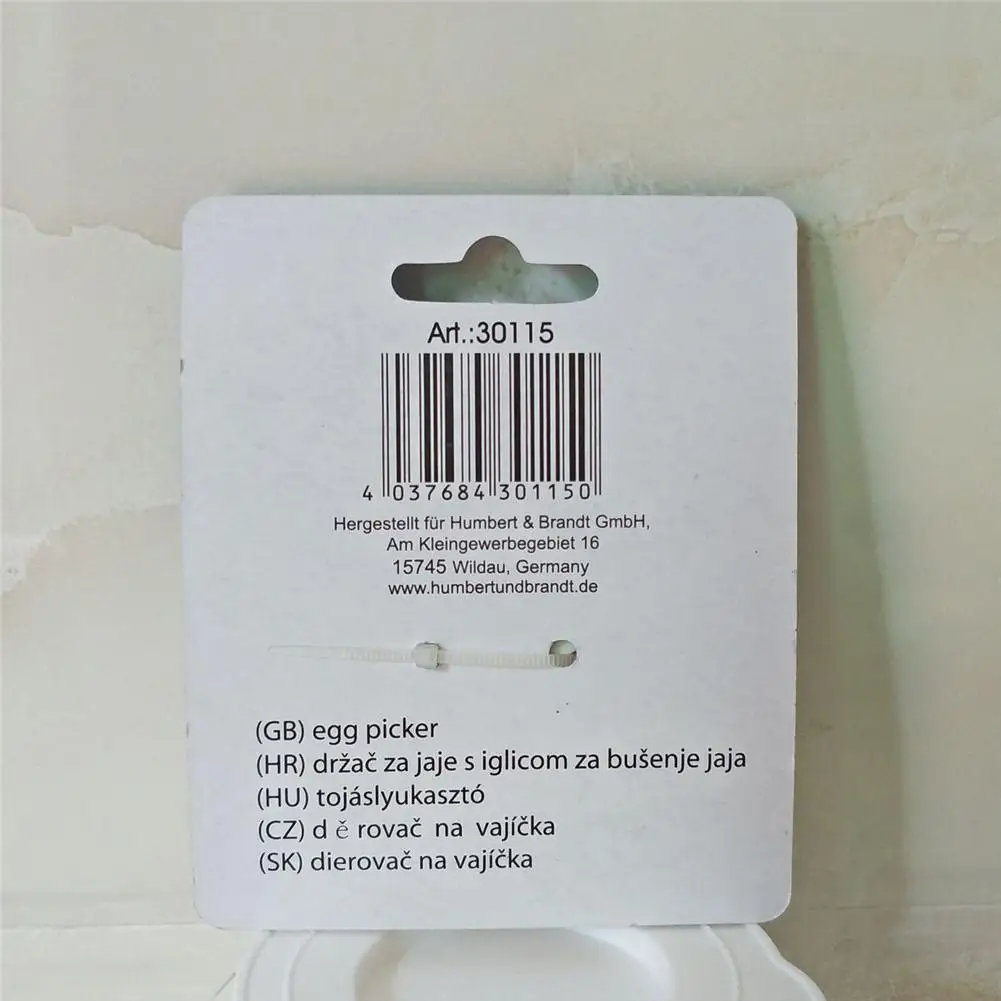 Art.:30115
4 037684 301150
Hergestellt für Humbert & Brandt GmbH,
Am Kleingewerbegebiet 16
15745 Wildau, Germany
www.humbertundbrandt.de
(GB) egg picker
(HR) držač za jaje s iglicom za bušenje jaja
(HU) tojáslyukasztó
(CZ) d ě rovač na vajíčka
(SK) dierovač na vajíčka